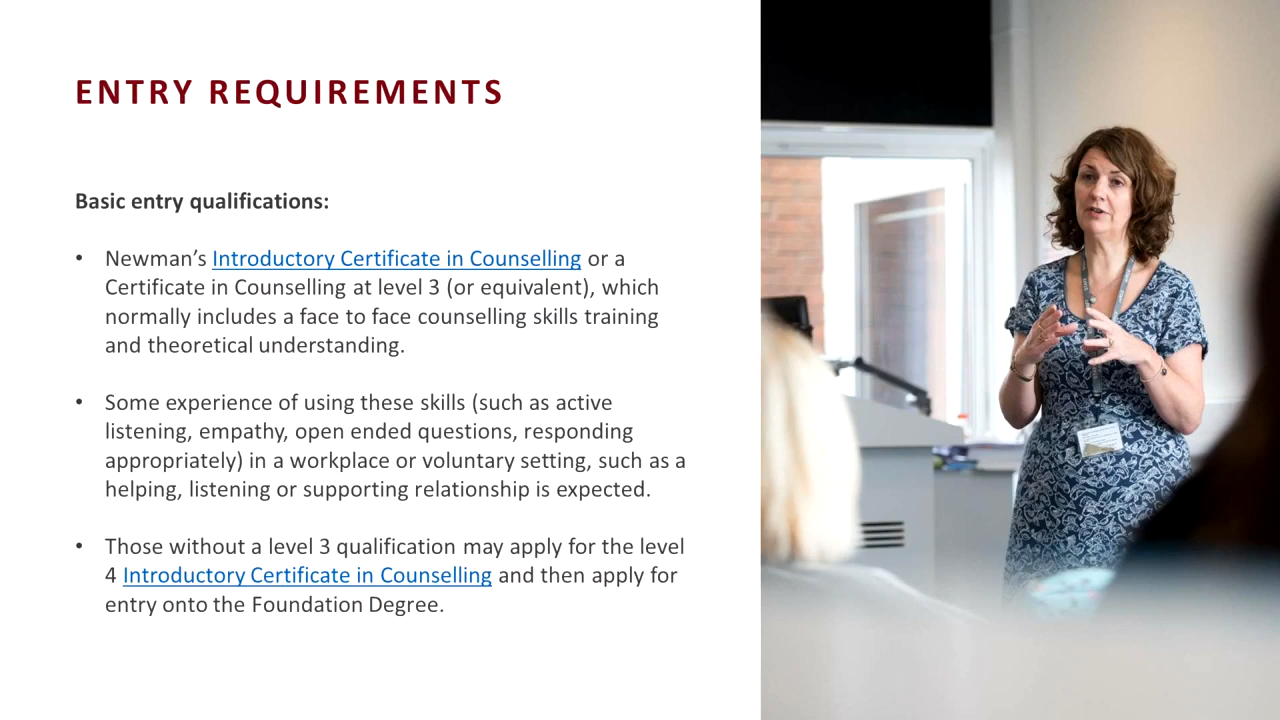 ENTRY REQUIREMENTS
Basic entry qualifications:
• Newman’s Introductory Certificate in Counselling or a
Certificate in Counselling at level 3 (or equivalent), which
normally includes a face to face counselling skills training
and theoretical understanding.
• Some experience of using these skills (such as active
listening, empathy, open ended questions, responding
appropriately) in a workplace or voluntary setting, such as a
helping, listening or supporting relationship is expected.
• Those without a level 3 qualification may apply for the level
4 Introductory Certificate in Counselling and then apply for
entry onto the Foundation Degree.